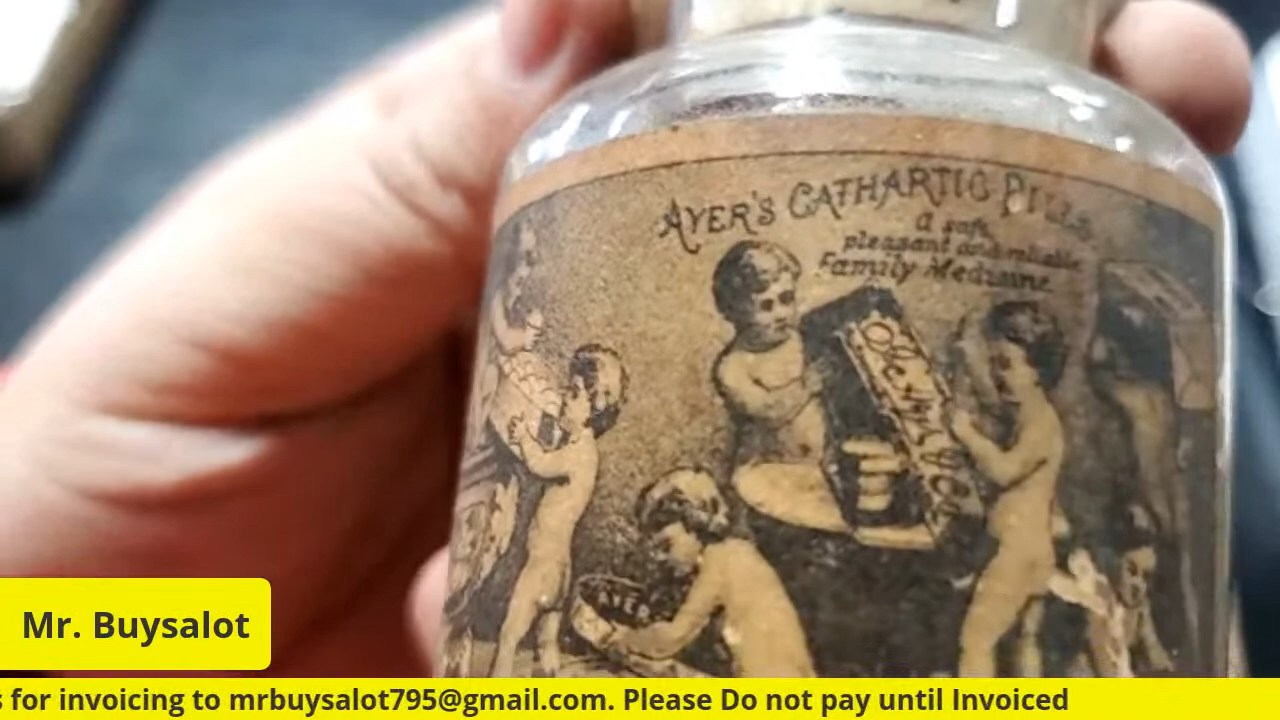 AYER'S CATHARTIC PILLS
A safe,
pleasant and reliable
Family Medicine
AYER
Mr. Buysalot
s for invoicing to mrbuysalot795@gmail.com. Please Do not pay until Invoiced